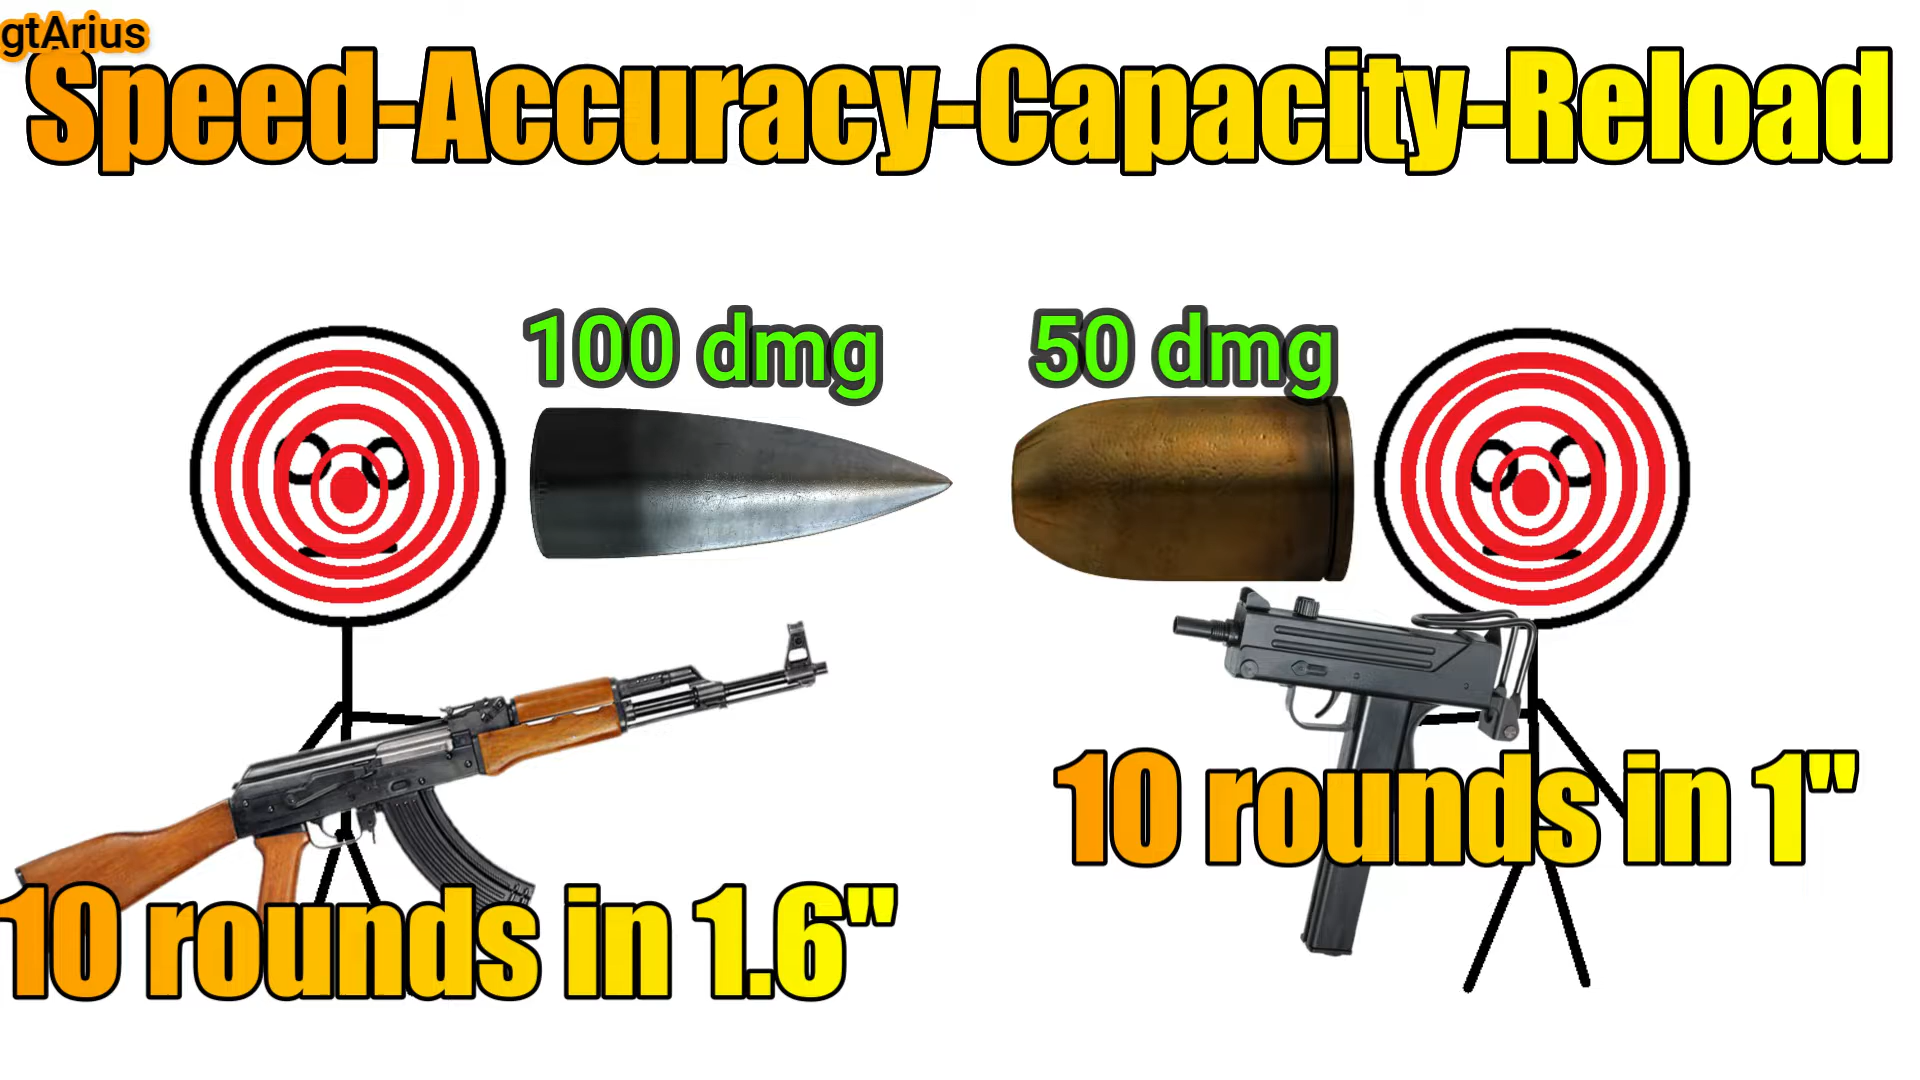 gtArius
Speed-Accuracy-Capacity-Reload
100 dmg
50 dmg
10 rounds in 1"
10 rounds in 1.6"